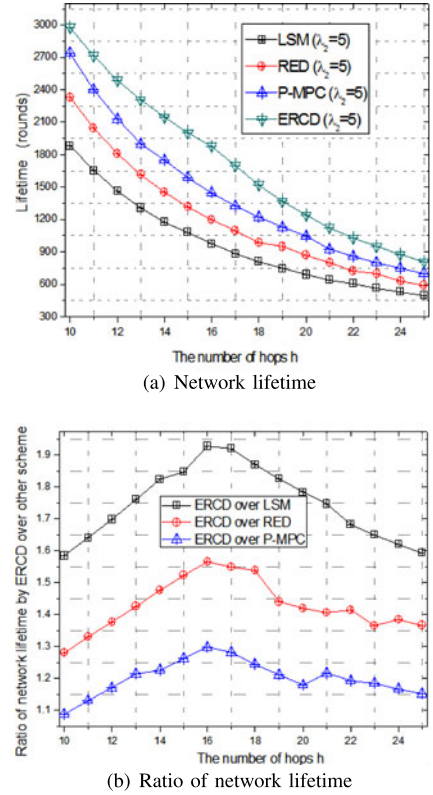 3000
2700
2400
2100
1800
1500
1200
900
600
300
Lifetime (rounds)
LSM (λ₂=5)
RED (λ₂=5)
P-MPC (λ₂=5)
ERCD (λ₂=5)
10 12 14 16 18 20 22 24
The number of hops h
(a) Network lifetime
1.9
1.8
1.7
1.6
1.5
1.4
1.3
1.2
1.1
Ratio of network lifetime by ERCD over other scheme
ERCD over LSM
ERCD over RED
ERCD over P-MPC
10 12 14 16 18 20 22 24
The number of hops h
(b) Ratio of network lifetime